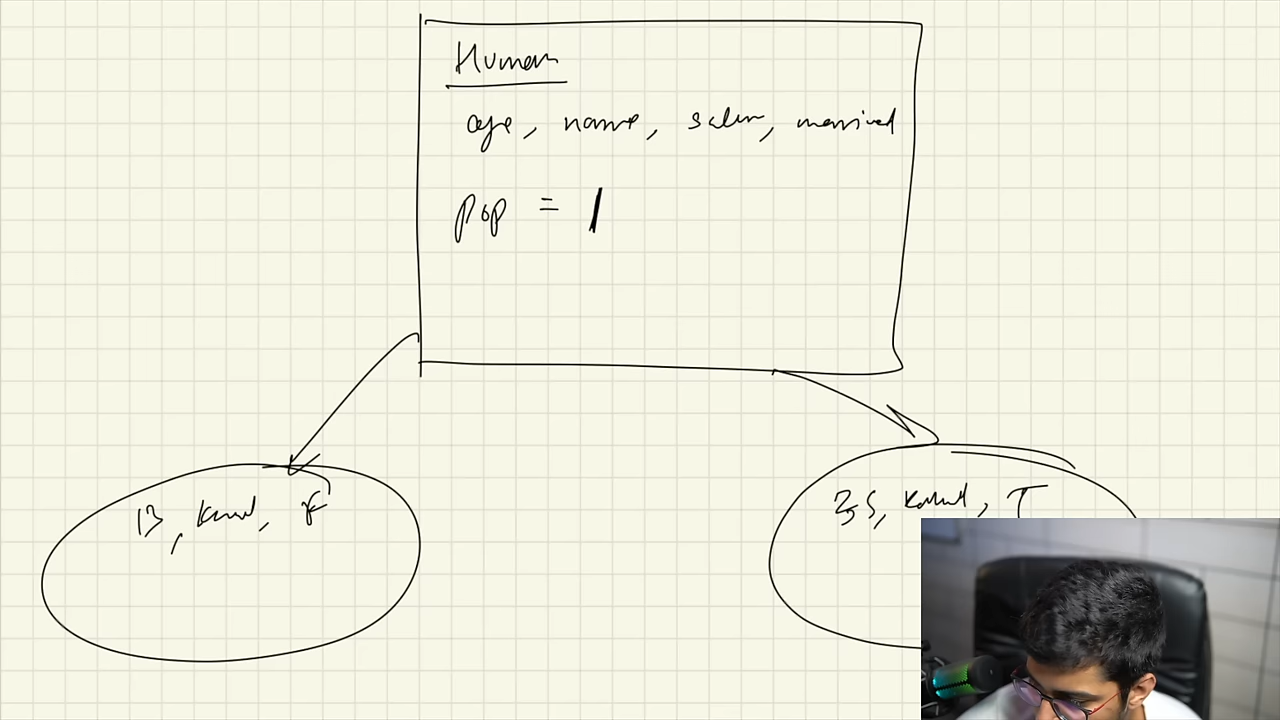 Human
age, name, salary, married
pop = 1
13, Kunal, F
35, Rahul, T